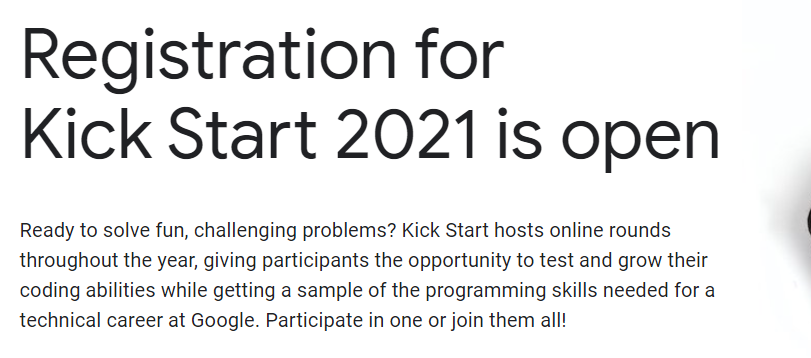 Registration for
Kick Start 2021 is open
Ready to solve fun, challenging problems? Kick Start hosts online rounds
throughout the year, giving participants the opportunity to test and grow their
coding abilities while getting a sample of the programming skills needed for a
technical career at Google. Participate in one or join them all!